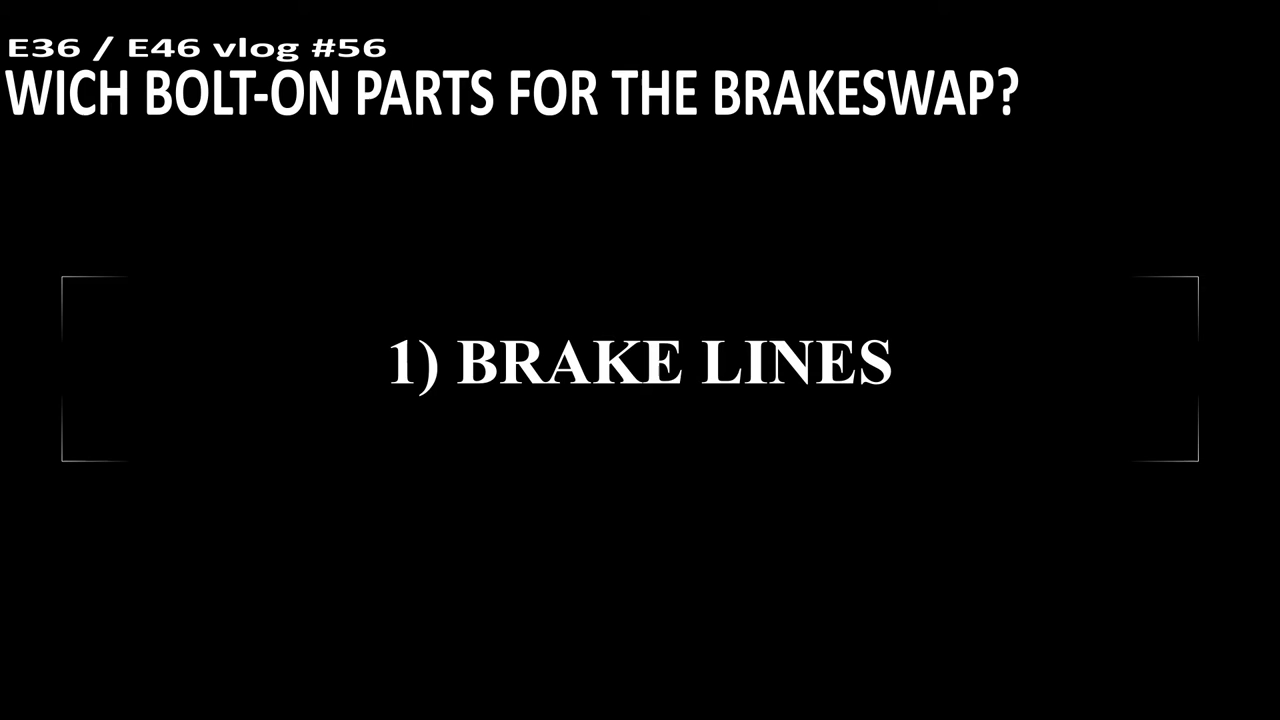 E36 / E46 vlog #56
WICH BOLT-ON PARTS FOR THE BRAKESWAP?
1) BRAKE LINES